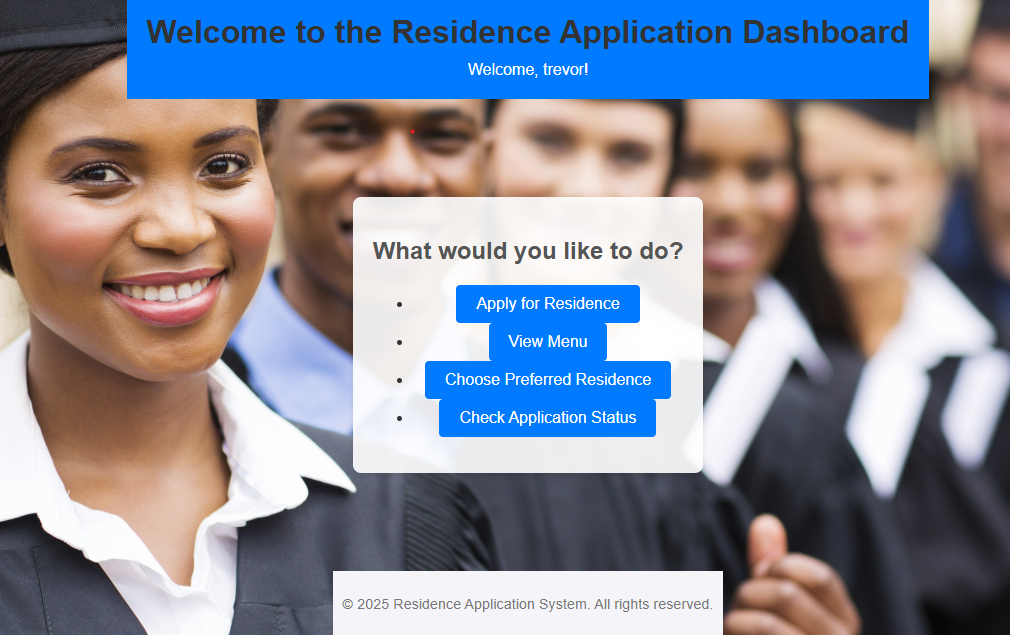 Welcome to the Residence Application Dashboard
Welcome, trevor!
What would you like to do?
Apply for Residence
View Menu
Choose Preferred Residence
Check Application Status
© 2025 Residence Application System. All rights reserved.